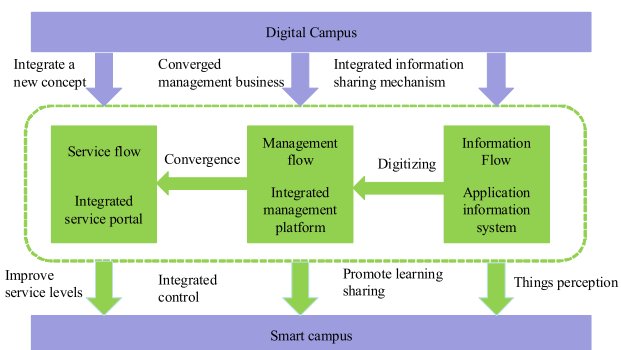 Digital Campus
Integrate a
new concept
Converged
management business
Integrated information
sharing mechanism
Service flow
Integrated
service portal
Convergence
Management
flow
Integrated
management
platform
Digitizing
Information
Flow
Application
information
system
Improve
service levels
Integrated
control
Promote learning
sharing
Things perception
Smart campus